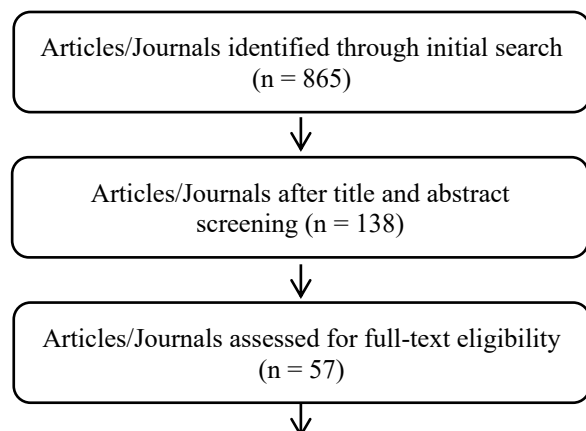 Articles/Journals identified through initial search
(n = 865)
Articles/Journals after title and abstract
screening (n = 138)
Articles/Journals assessed for full-text eligibility
(n = 57)